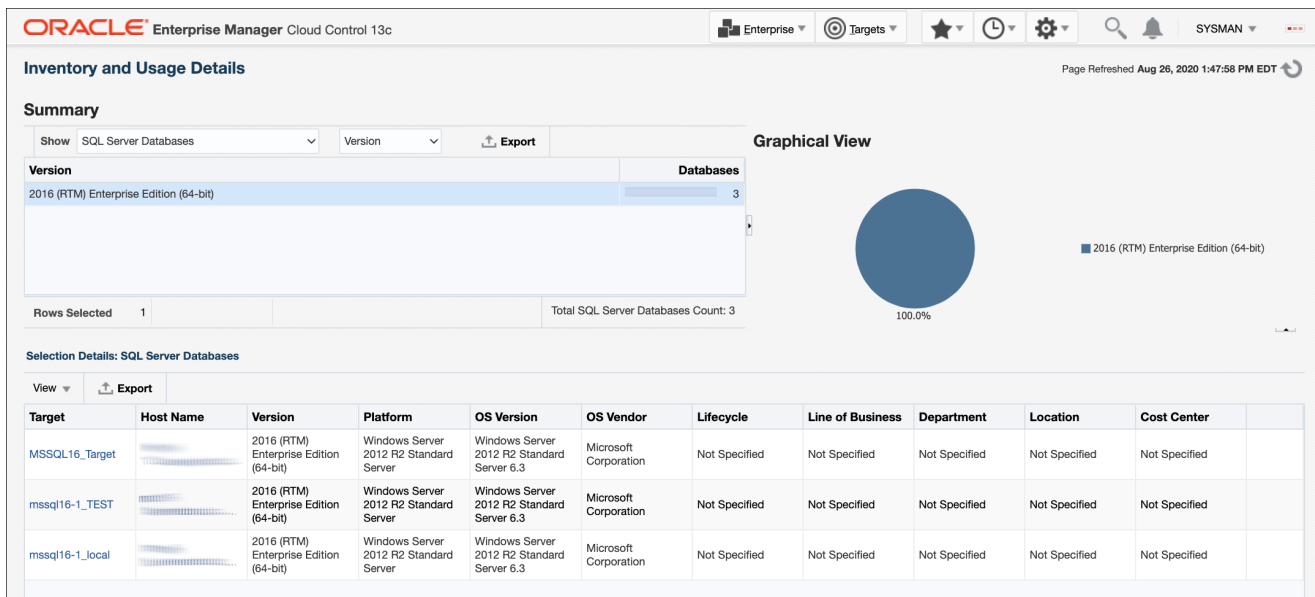 ORACLE Enterprise Manager Cloud Control 13c Enterprise Targets SYSMAN
Inventory and Usage Details Page Refreshed Aug 26, 2020 1:47:58 PM EDT
Summary
Show SQL Server Databases Version Export
Graphical View
Version Databases
2016 (RTM) Enterprise Edition (64-bit) 3
2016 (RTM) Enterprise Edition (64-bit)
100.0%
Rows Selected 1 Total SQL Server Databases Count: 3
Selection Details: SQL Server Databases
View Export
Target Host Name Version Platform OS Version OS Vendor Lifecycle Line of Business Department Location Cost Center
MSSQL16_Target 2016 (RTM) Enterprise Edition (64-bit) Windows Server 2012 R2 Standard Server Windows Server 2012 R2 Standard Server 6.3 Microsoft Corporation Not Specified Not Specified Not Specified Not Specified Not Specified
mssql16-1_TEST 2016 (RTM) Enterprise Edition (64-bit) Windows Server 2012 R2 Standard Server Windows Server 2012 R2 Standard Server 6.3 Microsoft Corporation Not Specified Not Specified Not Specified Not Specified Not Specified
mssql16-1_local 2016 (RTM) Enterprise Edition (64-bit) Windows Server 2012 R2 Standard Server Windows Server 2012 R2 Standard Server 6.3 Microsoft Corporation Not Specified Not Specified Not Specified Not Specified Not Specified